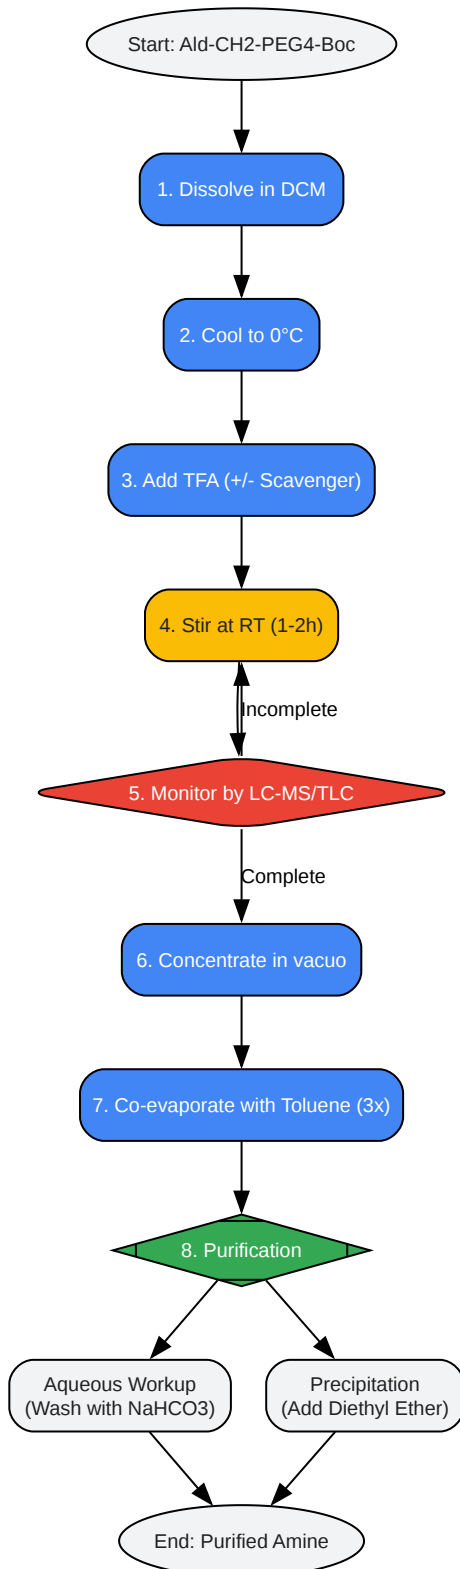 Start: Ald-CH2-PEG4-Boc
1. Dissolve in DCM
2. Cool to 0°C
3. Add TFA (+/- Scavenger)
4. Stir at RT (1-2h)
Incomplete
5. Monitor by LC-MS/TLC
Complete
6. Concentrate in vacuo
7. Co-evaporate with Toluene (3x)
8. Purification
Aqueous Workup
(Wash with NaHCO3)
Precipitation
(Add Diethyl Ether)
End: Purified Amine